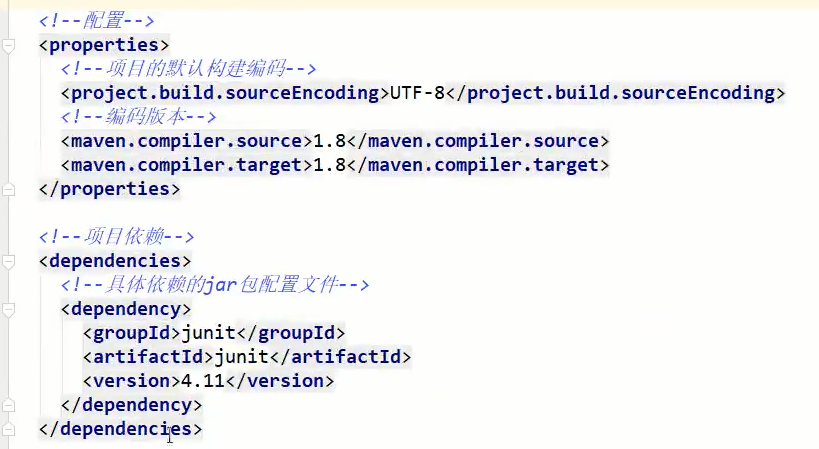 <!--配置-->
<properties>
<!--项目的默认构建编码-->
<project.build.sourceEncoding>UTF-8</project.build.sourceEncoding>
<!--编码版本-->
<maven.compiler.source>1.8</maven.compiler.source>
<maven.compiler.target>1.8</maven.compiler.target>
</properties>
<!--项目依赖-->
<dependencies>
<!--具体依赖的jar包配置文件-->
<dependency>
<groupId>junit</groupId>
<artifactId>junit</artifactId>
<version>4.11</version>
</dependency>
</dependencies>